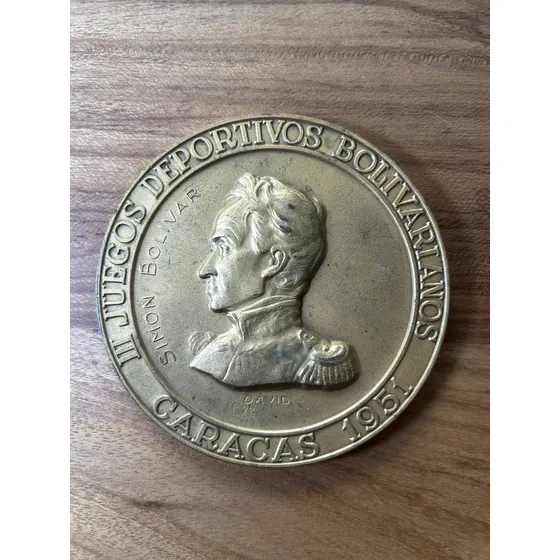 III JUEGOS DEPORTIVOS BOLIVARIANOS
CARACAS 1951
SIMON BOLIVAR
DAVID